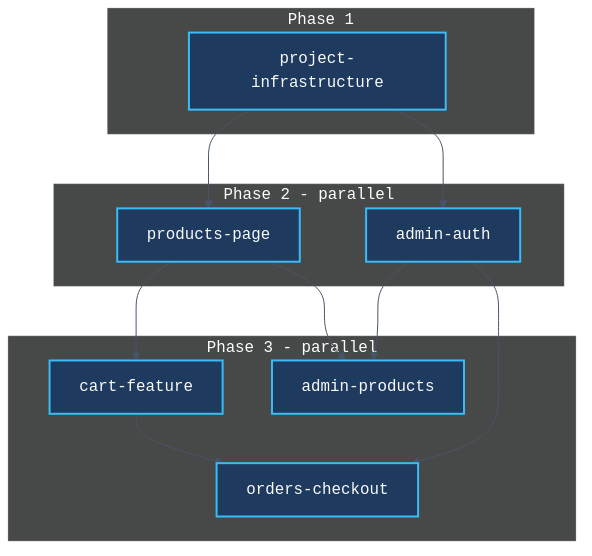 Phase 1
project-
infrastructure
Phase 2 - parallel
products-page
admin-auth
Phase 3 - parallel
cart-feature
admin-products
orders-checkout